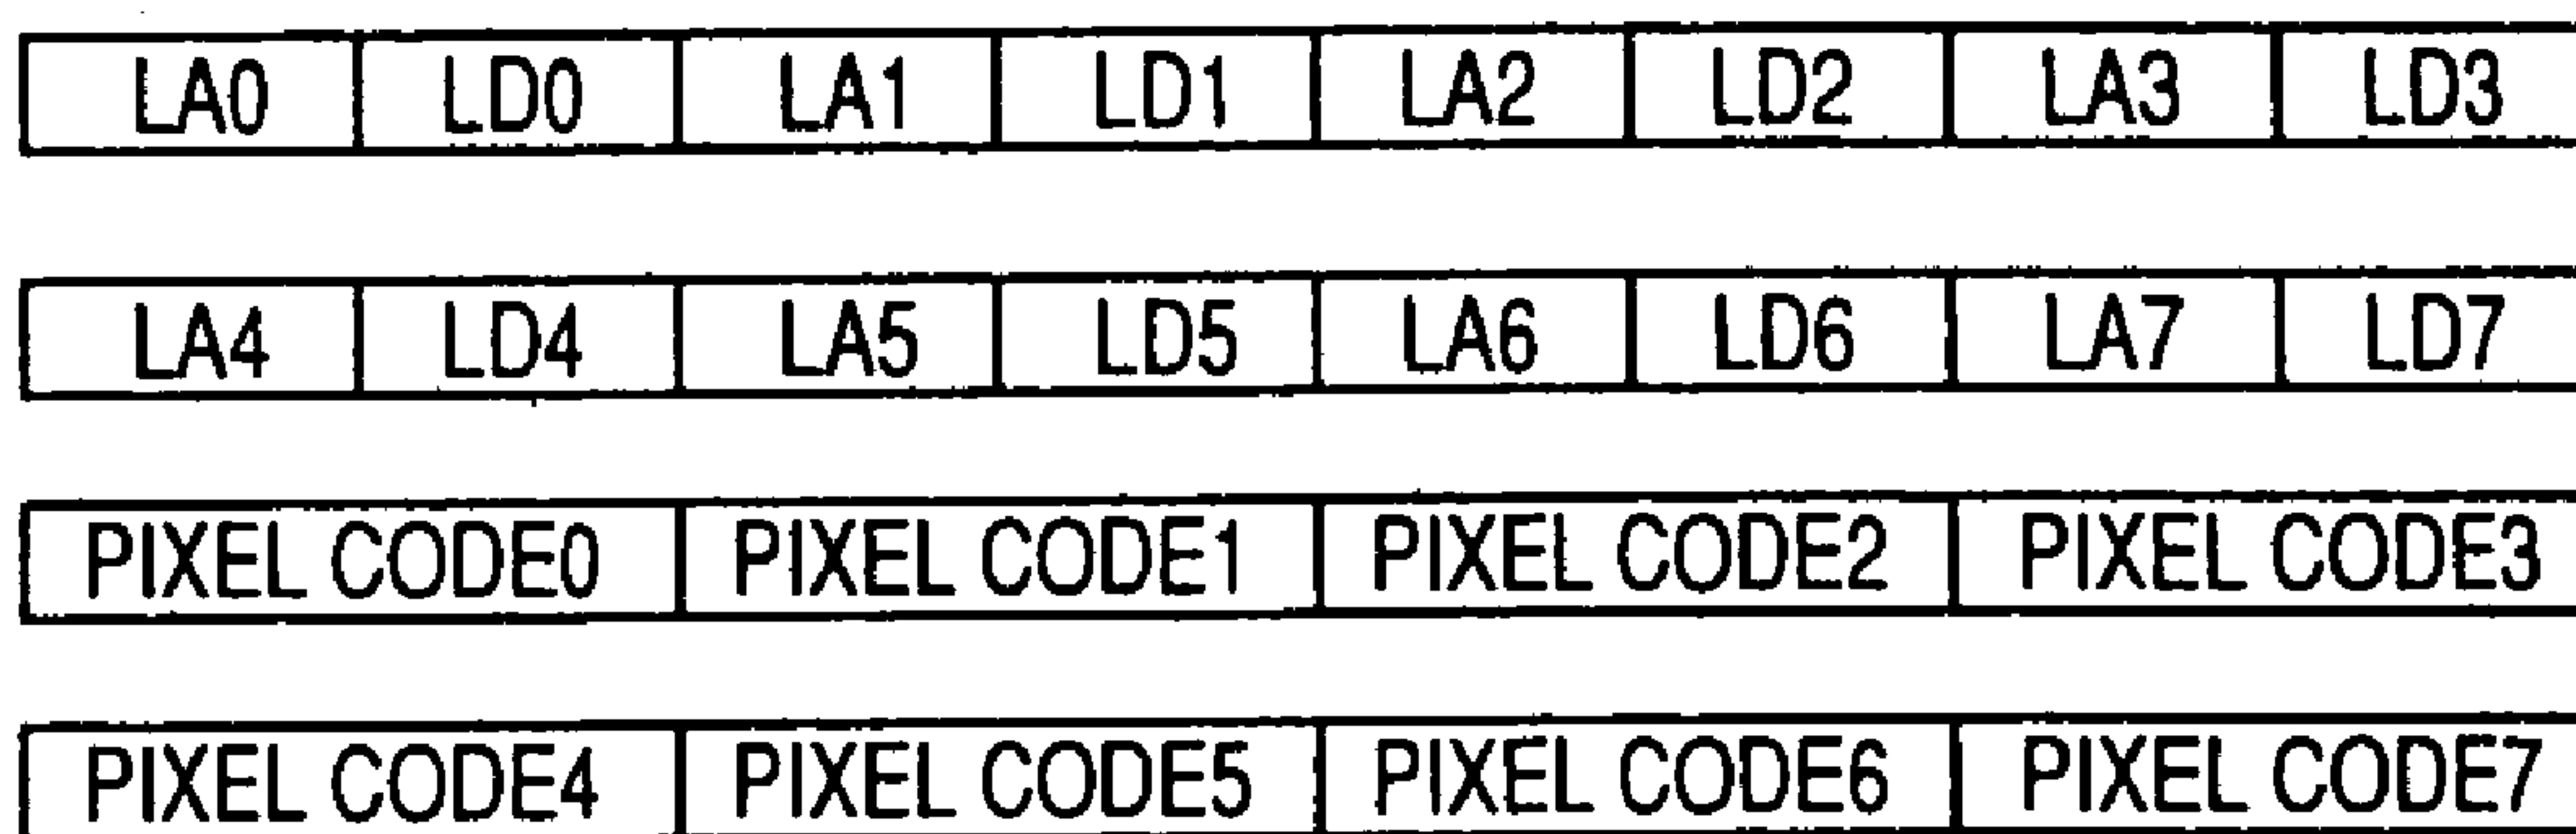 LA0 LD0 LA1 LD1 LA2 LD2 LA3 LD3
LA4 LD4 LA5 LD5 LA6 LD6 LA7 LD7
PIXEL CODE0 PIXEL CODE1 PIXEL CODE2 PIXEL CODE3
PIXEL CODE4 PIXEL CODE5 PIXEL CODE6 PIXEL CODE7